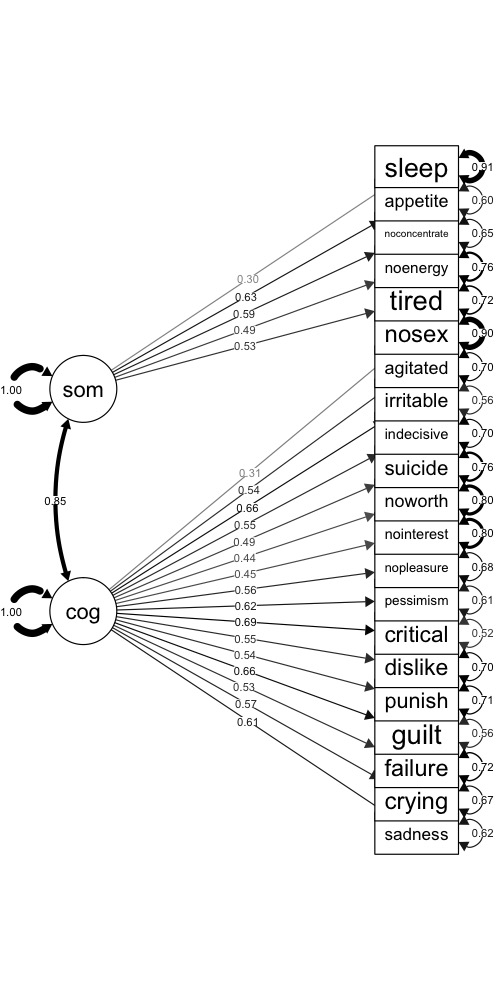 sleep
0.91
appetite
0.60
noconcentrate
0.65
noenergy
0.76
tired
0.72
nosex
0.90
agitated
0.70
irritable
0.56
indecisive
0.70
suicide
0.76
noworth
0.80
nointerest
0.80
nopleasure
0.68
pessimism
0.61
critical
0.52
dislike
0.70
punish
0.71
guilt
0.56
failure
0.72
crying
0.67
sadness
0.62
0.30
0.63
0.59
0.49
0.53
1.00
som
0.85
0.31
0.54
0.66
0.55
0.49
0.44
0.45
0.56
0.62
0.69
0.55
0.54
0.66
0.53
0.57
0.61
1.00
cog